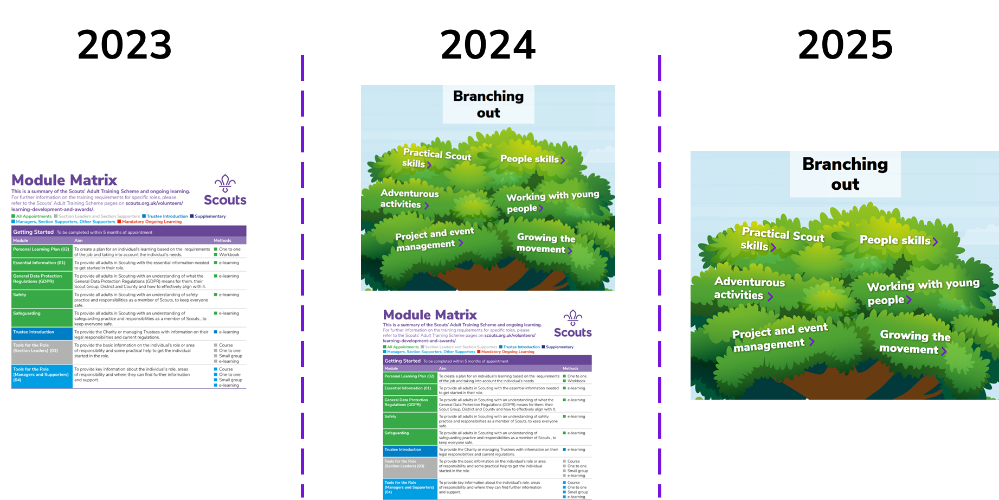 2023
Module Matrix
This is a summary of the Scouts' Adult Training Scheme and ongoing learning.
For further information on the training requirements for specific roles, please
refer to the Scouts' Adult Training Scheme pages on scouts.org.uk/volunteers/
learning-development-and-awards/.
Scouts
All Appointments Section Leaders and Section Supporters Trustee Introduction Supplementary
Managers, Section Supporters, Other Supporters Mandatory Ongoing Learning
Getting Started To be completed within 5 months of appointment
Module Aim Methods
Personal Learning Plan (02) To create a plan for an individual's learning based on the requirements One to one
of the job and taking into account the individual's needs. Workbook
Essential Information (01) To provide all adults in Scouting with the essential information needed e-learning
to get started in their role.
General Data Protection To provide all adults in Scouting with an understanding of what the e-learning
Regulations (GDPR) General Data Protection Regulations (GDPR) means for them, their
Scout Group, District and County and how to effectively align with it.
Safety To provide all adults in Scouting with an understanding of safety e-learning
practice and responsibilities as a member of Scouts, to keep everyone
safe.
Safeguarding To provide all adults in Scouting with an understanding of e-learning
safeguarding practice and responsibilities as a member of Scouts , to
keep everyone safe.
Trustee Introduction To provide the Charity or managing Trustees with information on their e-learning
legal responsibilities and current regulations.
Tools for the Role To provide the basic information on the individual's role or area Course
(Section Leaders) (03) of responsibility and some practical help to get the individual One to one
started in the role. Small group
e-learning
Tools for the Role To provide key information about the individual's role, areas Course
(Managers and Supporters) of responsibility and where they can find further information One to one
(04) and support. Small group
e-learning
2024
Branching
out
Practical Scout
skills
People skills
Adventurous
activities
Working with young
people
Project and event
management
Growing the
movement
Module Matrix
This is a summary of the Scouts' Adult Training Scheme and ongoing learning.
For further information on the training requirements for specific roles, please
refer to the Scouts' Adult Training Scheme pages on scouts.org.uk/volunteers/
learning-development-and-awards/.
Scouts
All Appointments Section Leaders and Section Supporters Trustee Introduction Supplementary
Managers, Section Supporters, Other Supporters Mandatory Ongoing Learning
Getting Started To be completed within 5 months of appointment
Module Aim Methods
Personal Learning Plan (02) To create a plan for an individual's learning based on the requirements One to one
of the job and taking into account the individual's needs. Workbook
Essential Information (01) To provide all adults in Scouting with the essential information needed e-learning
to get started in their role.
General Data Protection To provide all adults in Scouting with an understanding of what the e-learning
Regulations (GDPR) General Data Protection Regulations (GDPR) means for them, their
Scout Group, District and County and how to effectively align with it.
Safety To provide all adults in Scouting with an understanding of safety e-learning
practice and responsibilities as a member of Scouts, to keep everyone
safe.
Safeguarding To provide all adults in Scouting with an understanding of e-learning
safeguarding practice and responsibilities as a member of Scouts , to
keep everyone safe.
Trustee Introduction To provide the Charity or managing Trustees with information on their e-learning
legal responsibilities and current regulations.
Tools for the Role To provide the basic information on the individual's role or area Course
(Section Leaders) (03) of responsibility and some practical help to get the individual One to one
started in the role. Small group
e-learning
Tools for the Role To provide key information about the individual's role, areas Course
(Managers and Supporters) of responsibility and where they can find further information One to one
(04) and support. Small group
e-learning
2025
Branching
out
Practical Scout
skills
People skills
Adventurous
activities
Working with young
people
Project and event
management
Growing the
movement